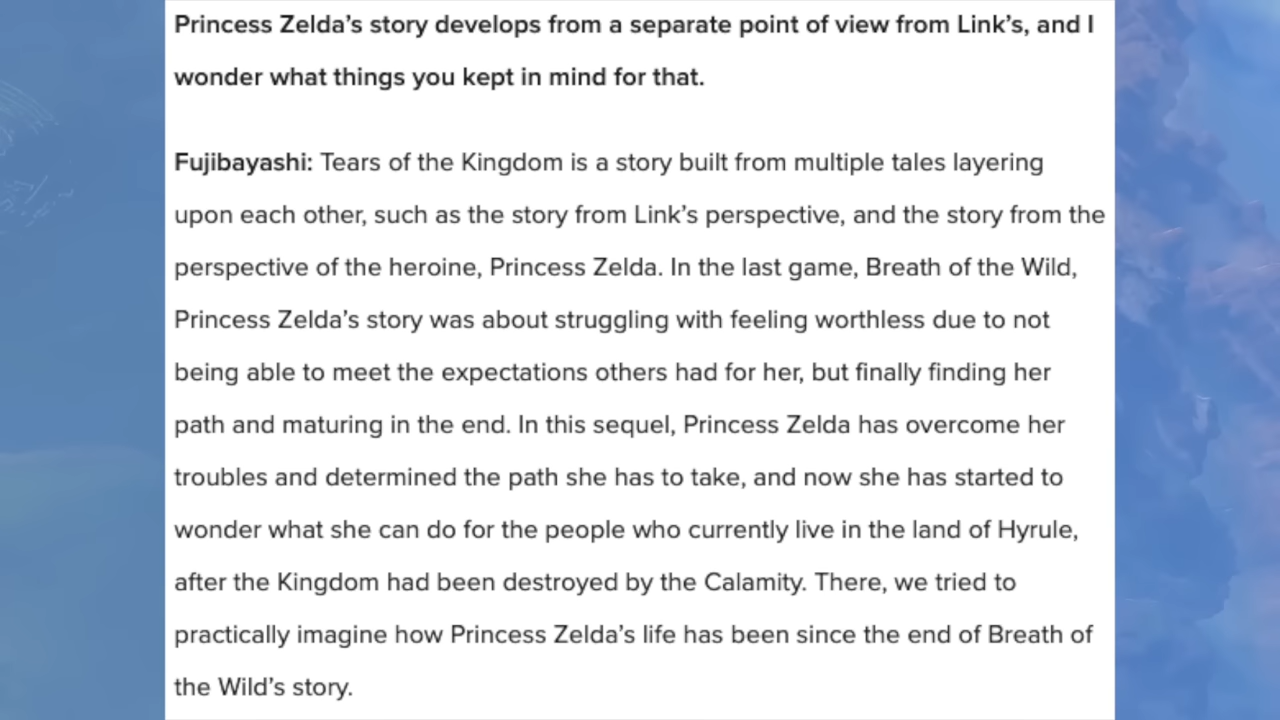 Princess Zelda’s story develops from a separate point of view from Link’s, and I
wonder what things you kept in mind for that.
Fujibayashi: Tears of the Kingdom is a story built from multiple tales layering
upon each other, such as the story from Link’s perspective, and the story from the
perspective of the heroine, Princess Zelda. In the last game, Breath of the Wild,
Princess Zelda’s story was about struggling with feeling worthless due to not
being able to meet the expectations others had for her, but finally finding her
path and maturing in the end. In this sequel, Princess Zelda has overcome her
troubles and determined the path she has to take, and now she has started to
wonder what she can do for the people who currently live in the land of Hyrule,
after the Kingdom had been destroyed by the Calamity. There, we tried to
practically imagine how Princess Zelda’s life has been since the end of Breath of
the Wild’s story.